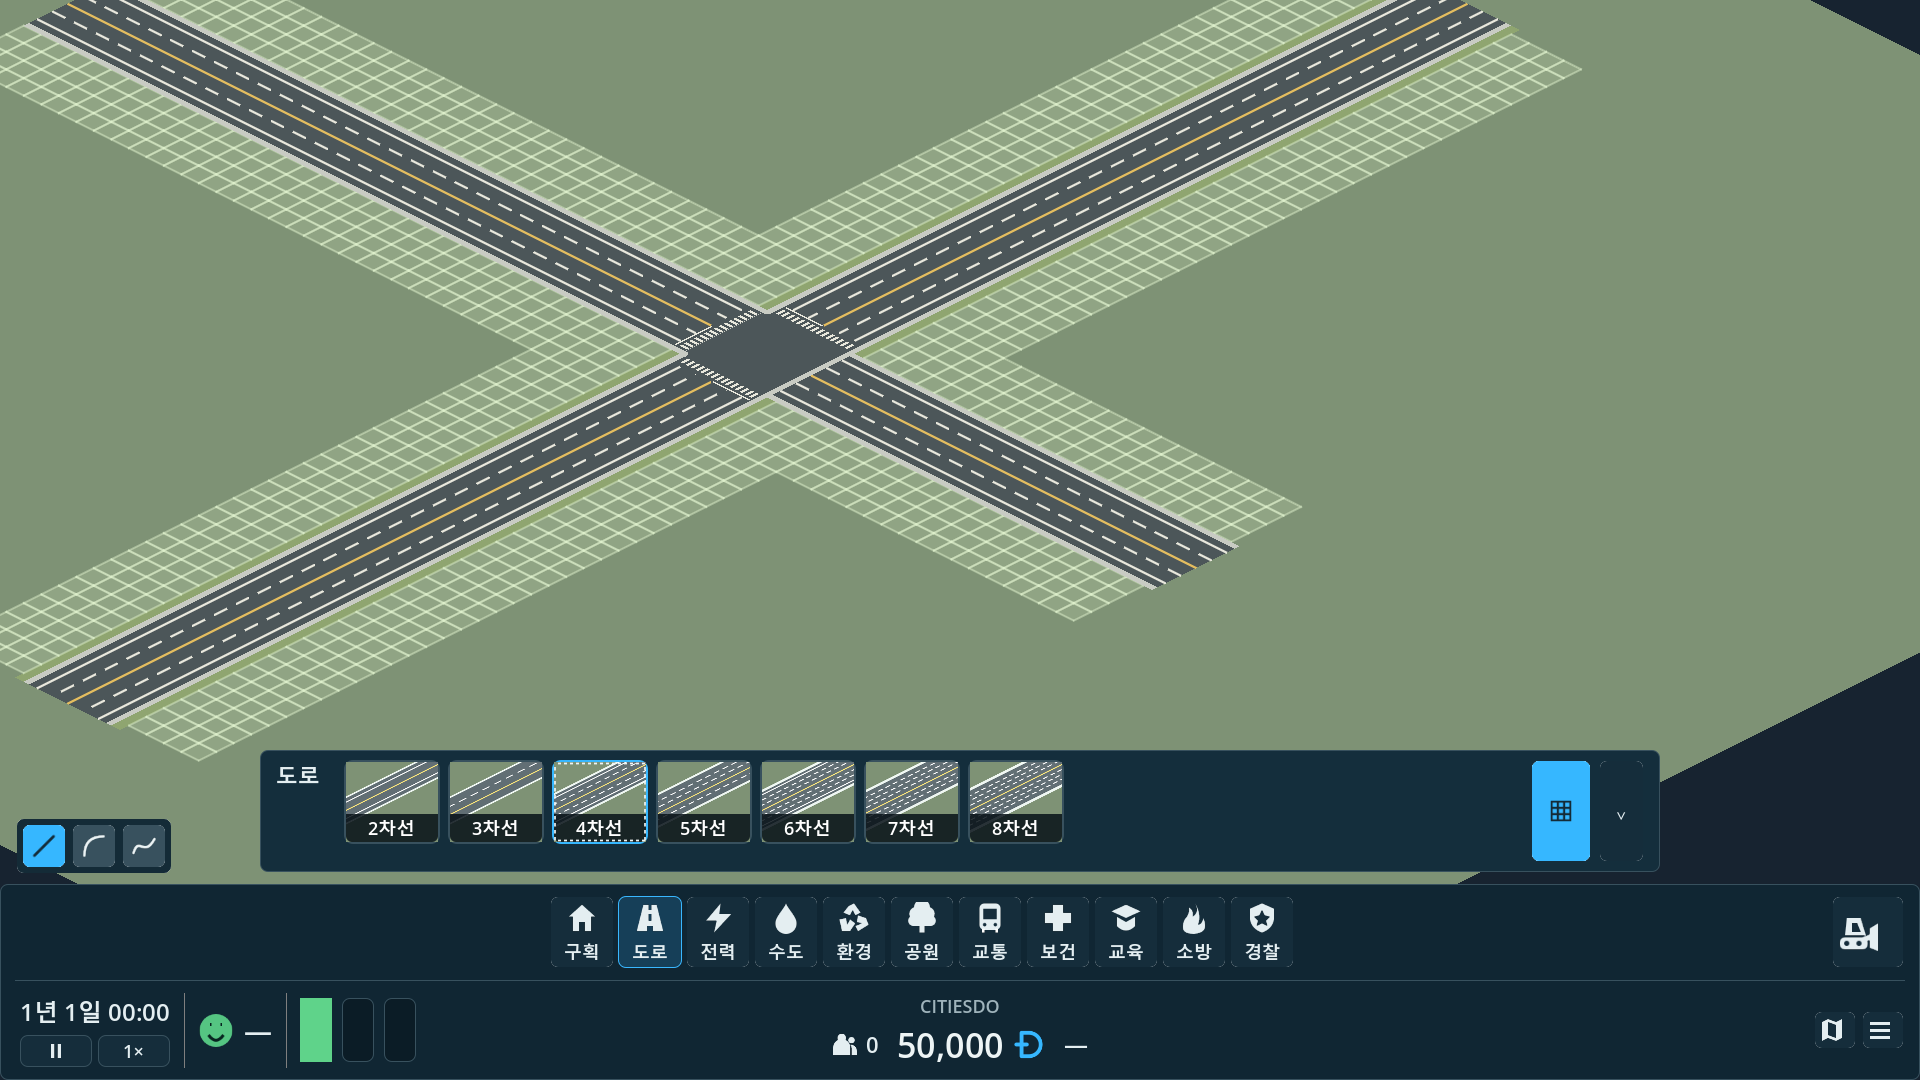 도로
2차선
3차선
4차선
5차선
6차선
7차선
8차선
구획
도로
전력
수도
환경
공원
교통
보건
교육
소방
경찰
1년 1일 00:00
1×
—
CITIESDO
0
50,000
—